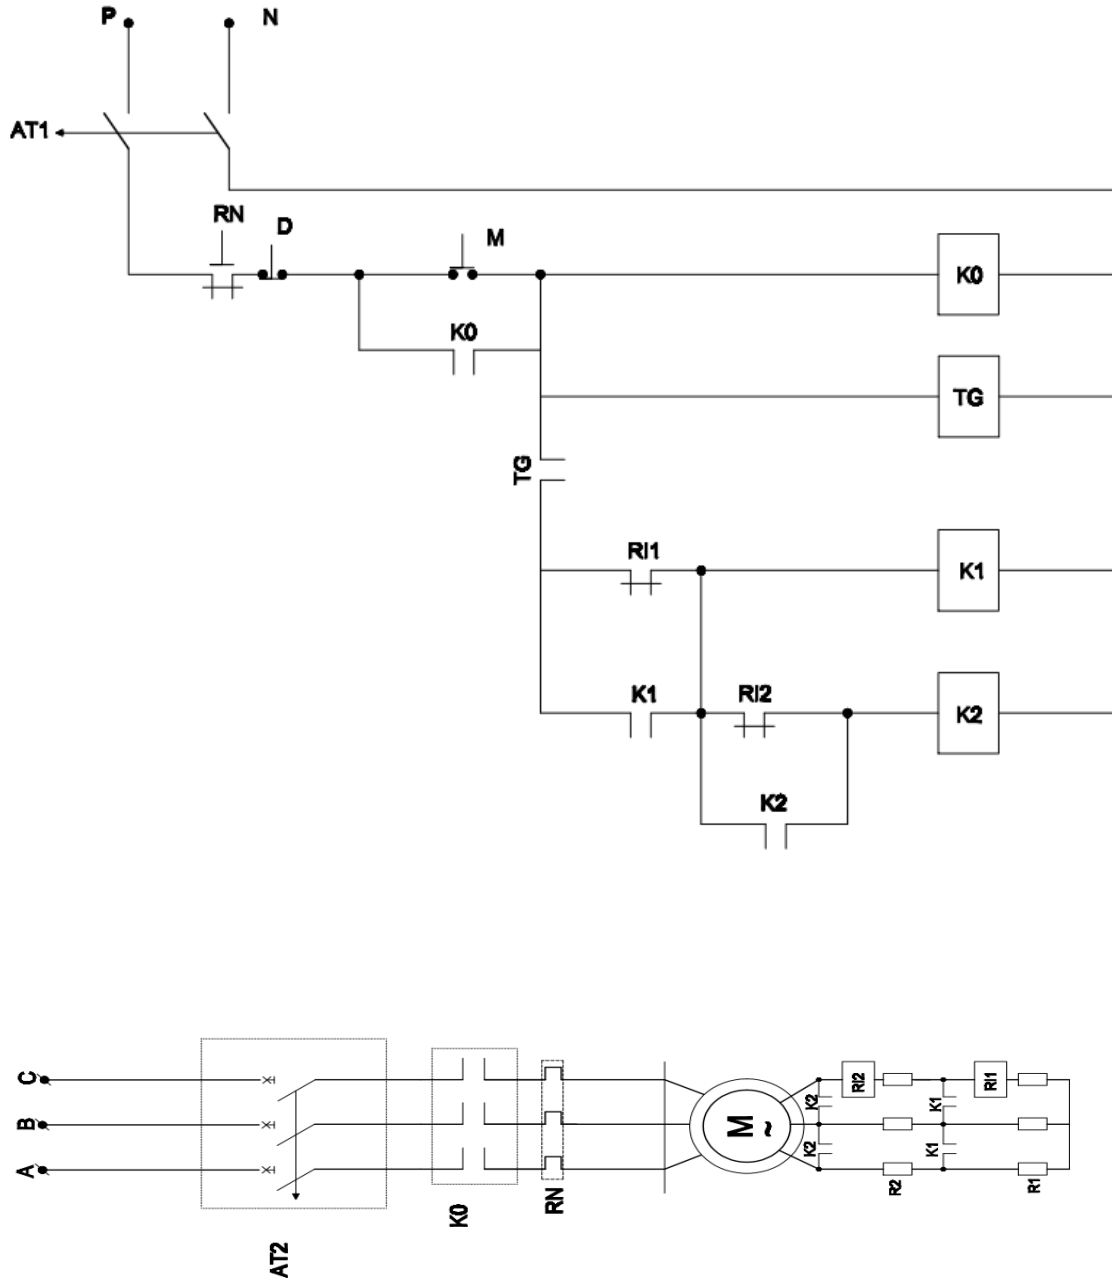 P N
AT1
RN D M
K0 K0
TG
TG
RI1 K1
K1 RI2 K2
K2
C
B
A
AT2
K0
RN
M
~
K2
K2
RI2
R2
K1
K1
RI1
R1